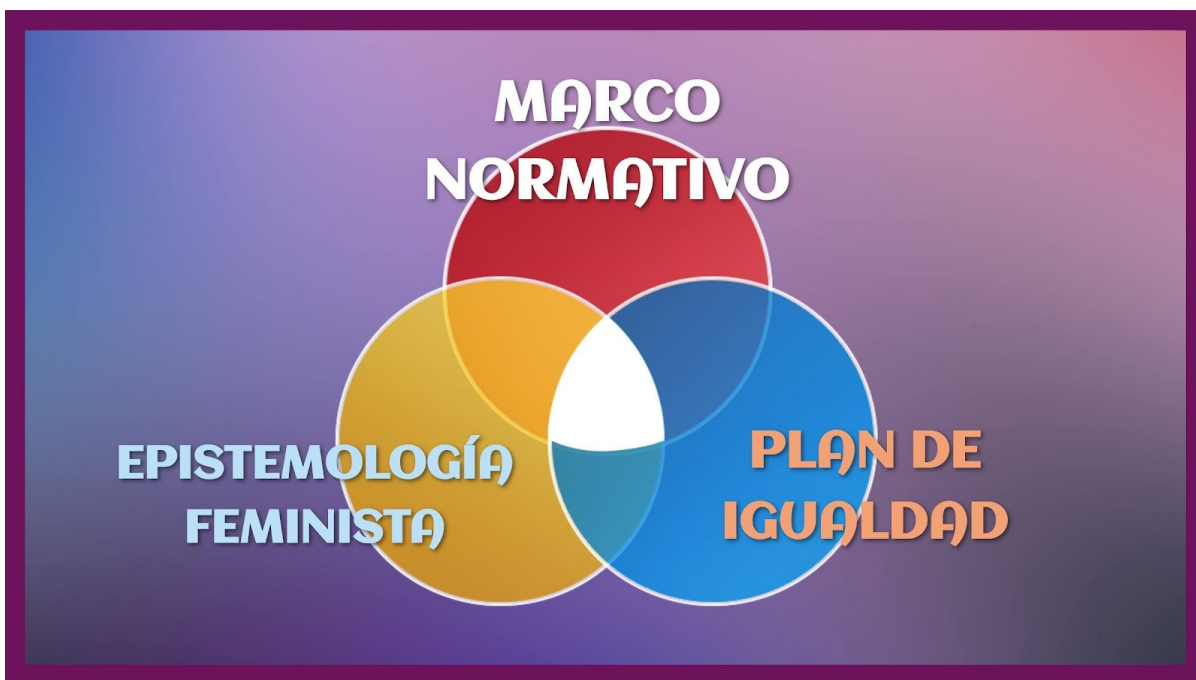 MARCO
NORMATIVO
EPISTEMOLOGÍA
FEMINISTA
PLAN DE
IGUALDAD